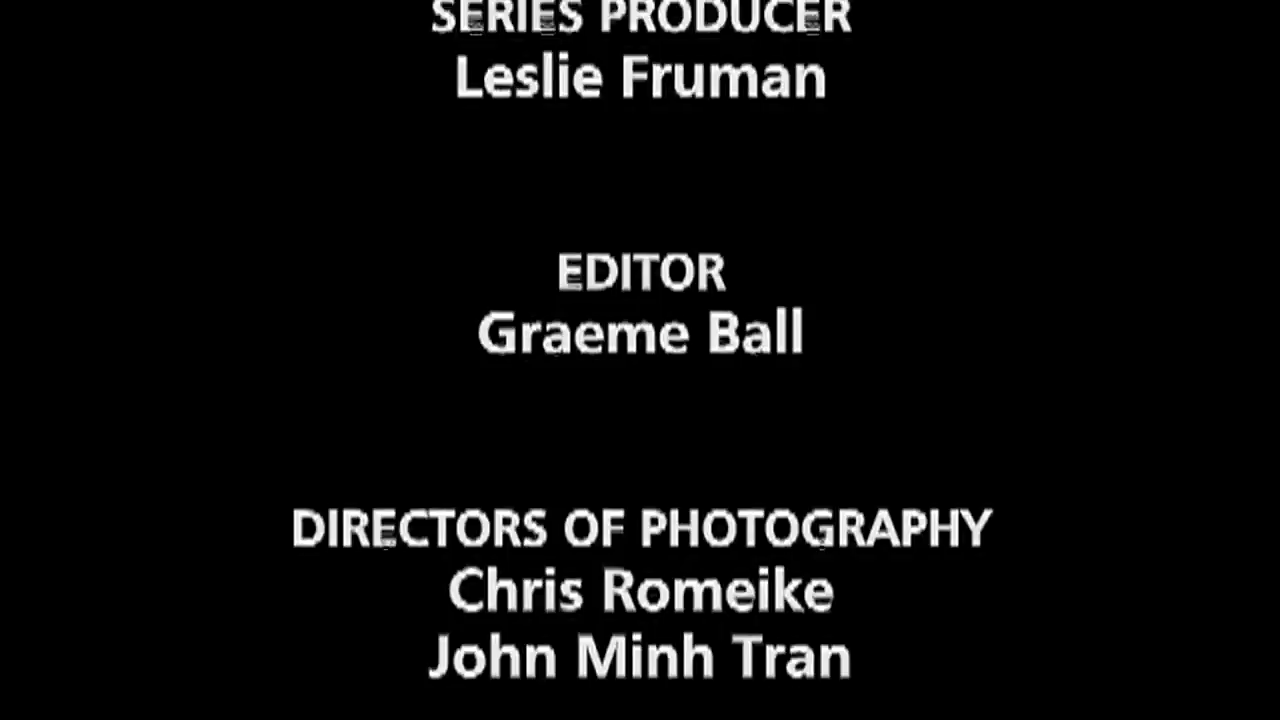 SERIES PRODUCER
Leslie Fruman
EDITOR
Graeme Ball
DIRECTORS OF PHOTOGRAPHY
Chris Romeike
John Minh Tran